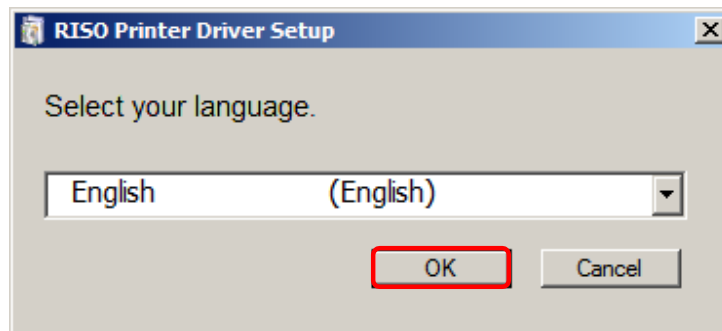 RISO Printer Driver Setup
Select your language.
English (English)
OK Cancel